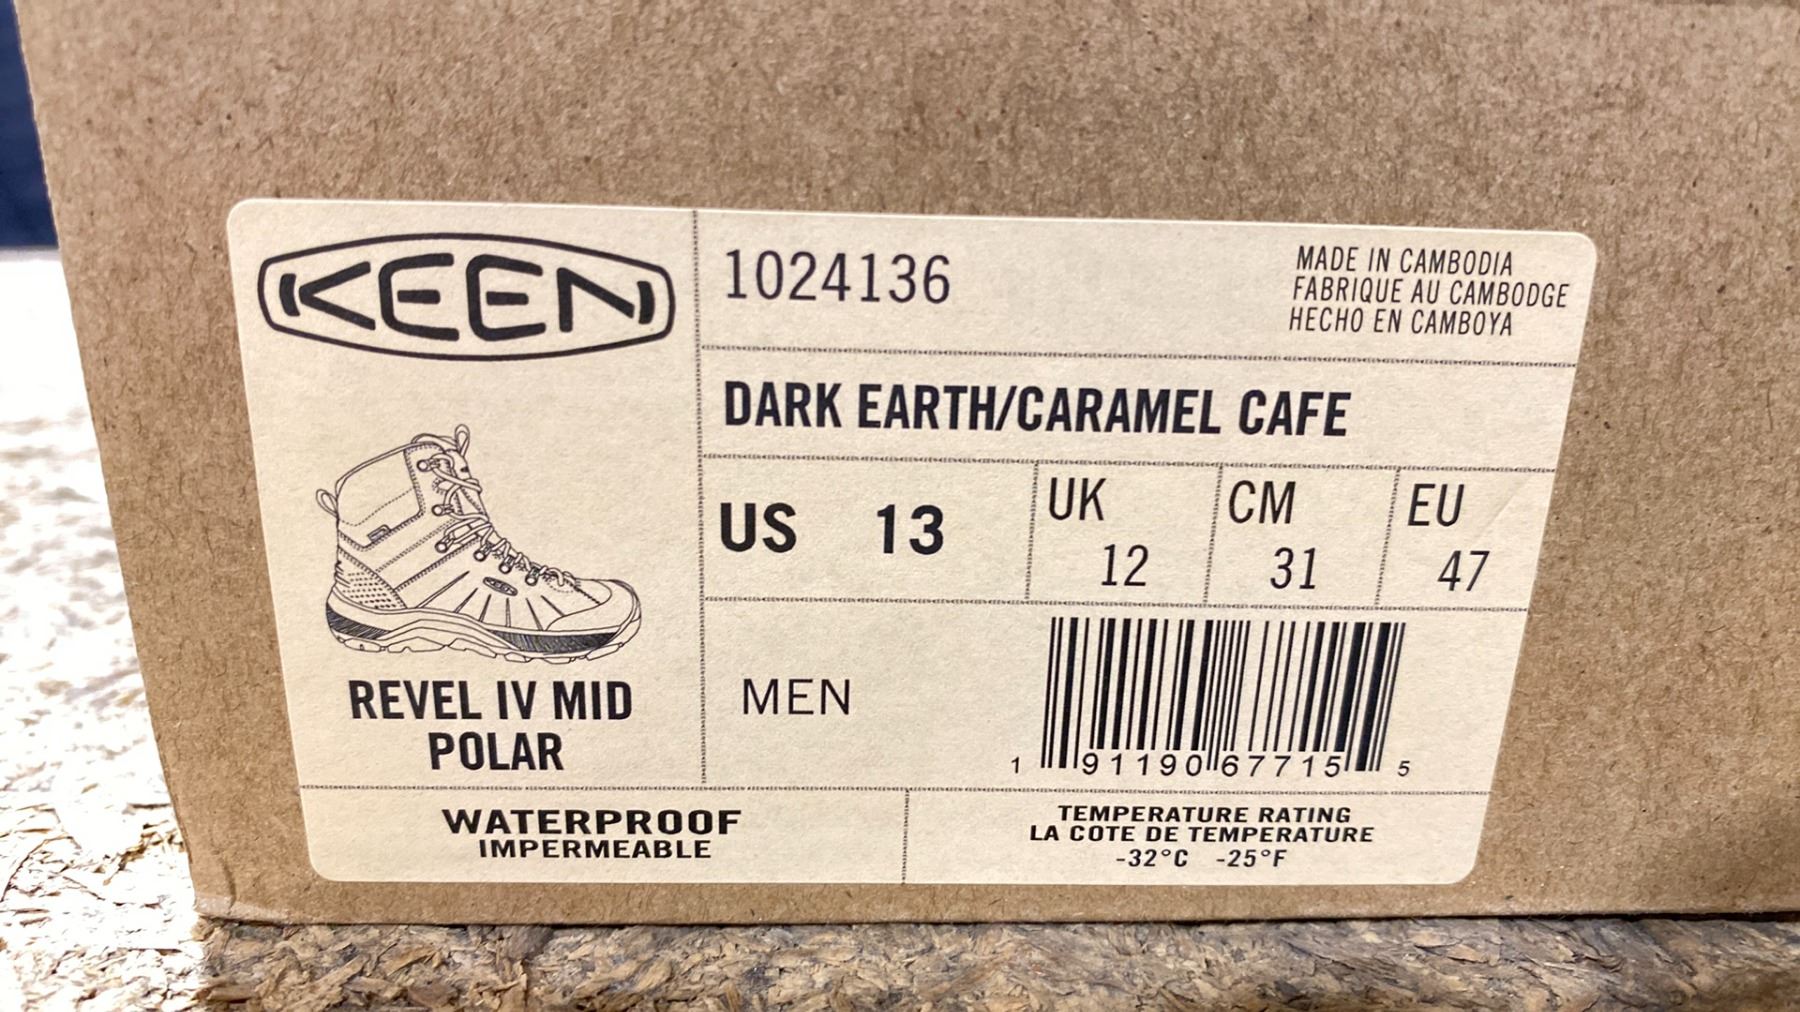 KEEN
1024136
MADE IN CAMBODIA
FABRIQUE AU CAMBODGE
HECHO EN CAMBOYA
DARK EARTH/CARAMEL CAFE
US 13
UK 12
CM 31
EU 47
REVEL IV MID
POLAR
MEN
1 91190 67715 5
WATERPROOF
IMPERMEABLE
TEMPERATURE RATING
LA COTE DE TEMPERATURE
-32°C -25°F